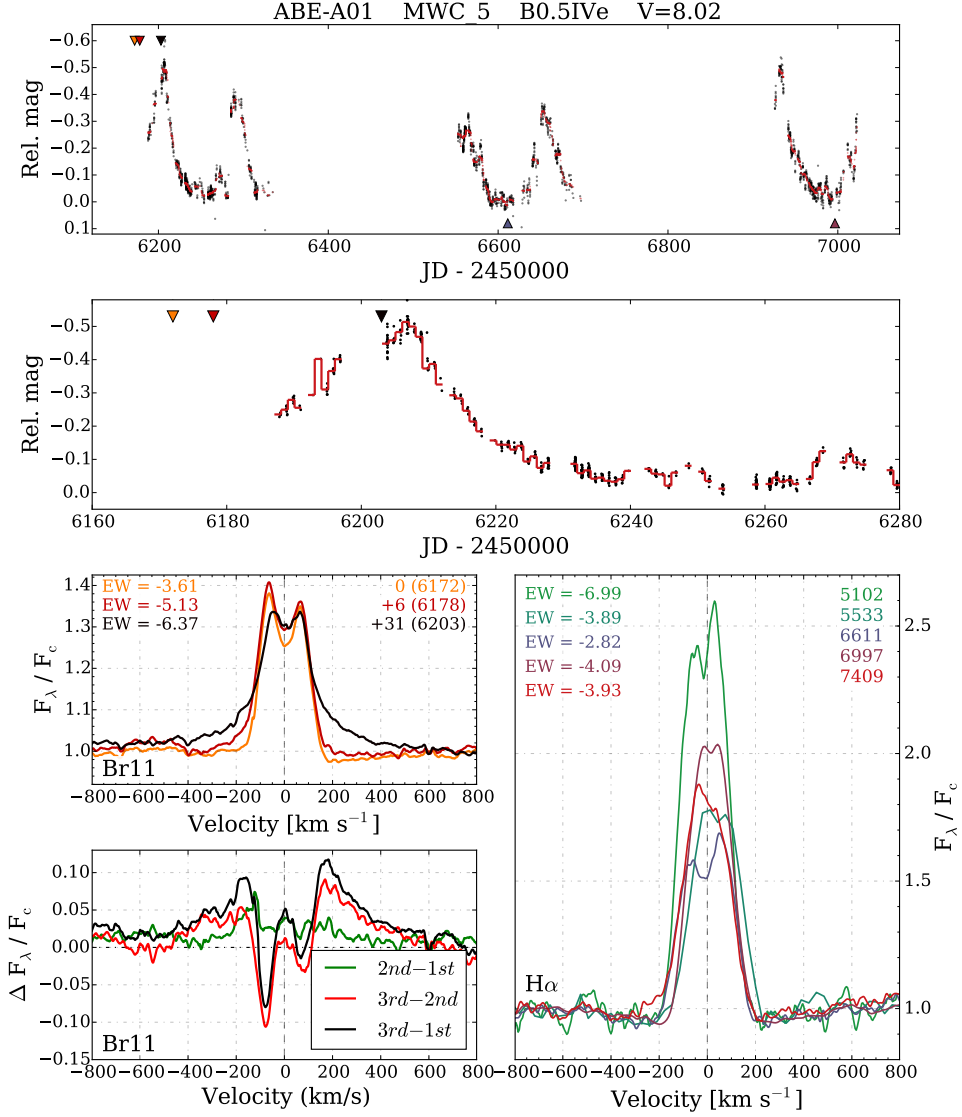 ABE-A01 MWC_5 B0.5IVe V=8.02
−0.6
−0.5
−0.4
−0.3
−0.2
−0.1
0.0
0.1
Rel. mag
6200 6400 6600 6800 7000
JD - 2450000
−0.5
−0.4
−0.3
−0.2
−0.1
0.0
Rel. mag
6160 6180 6200 6220 6240 6260 6280
JD - 2450000
EW = -3.61 0 (6172)
EW = -5.13 +6 (6178)
EW = -6.37 +31 (6203)
1.4
1.3
1.2
1.1
1.0
F_λ / F_c
Br11
−800 −600 −400 −200 0 200 400 600 800
Velocity [km s⁻¹]
0.10
0.05
0.00
−0.05
−0.10
−0.15
Δ F_λ / F_c
2nd−1st
3rd−2nd
3rd−1st
Br11
−800 −600 −400 −200 0 200 400 600 800
Velocity (km/s)
EW = -6.99 5102
EW = -3.89 5533
EW = -2.82 6611
EW = -4.09 6997
EW = -3.93 7409
2.5
2.0
1.5
1.0
F_λ / F_c
Hα
−800 −600 −400 −200 0 200 400 600 800
Velocity [km s⁻¹]